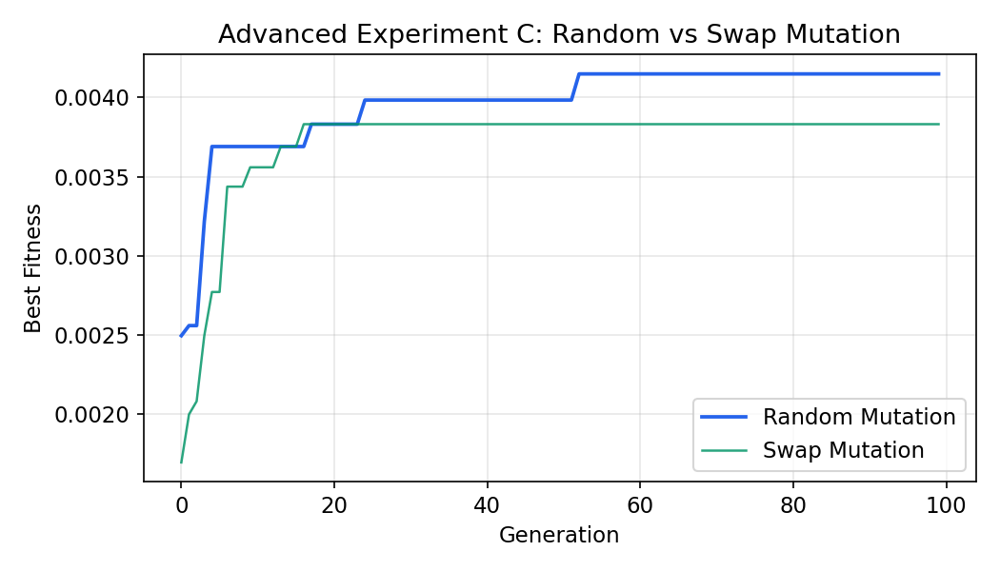 Advanced Experiment C: Random vs Swap Mutation
Best Fitness
0.0040
0.0035
0.0030
0.0025
0.0020
Random Mutation
Swap Mutation
0 20 40 60 80 100
Generation